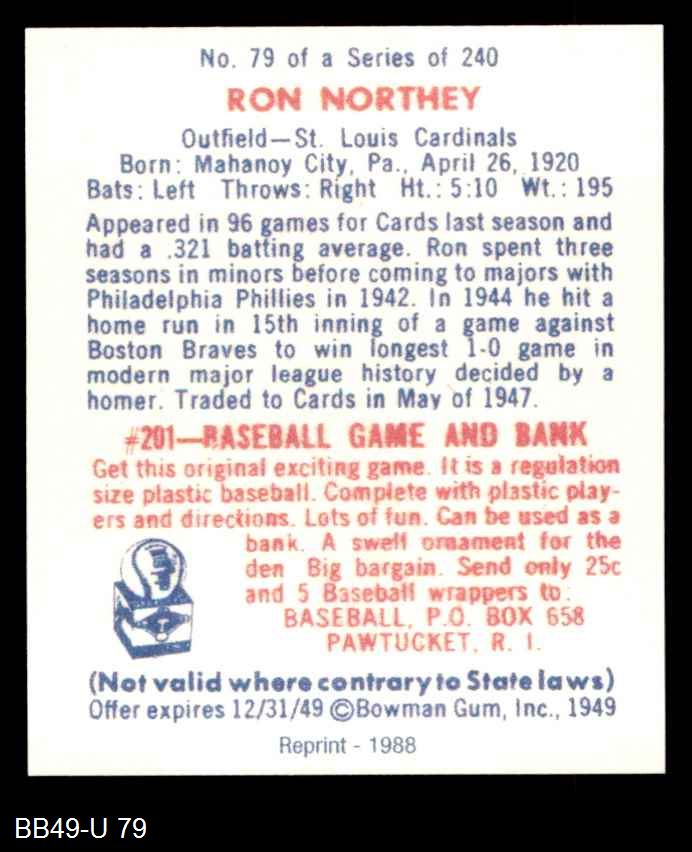 No. 79 of a Series of 240
RON NORTHEY
Outfield—St. Louis Cardinals
Born: Mahanoy City, Pa., April 26, 1920
Bats: Left Throws: Right Ht.: 5:10 Wt.: 195
Appeared in 96 games for Cards last season and
had a .321 batting average. Ron spent three
seasons in minors before coming to majors with
Philadelphia Phillies in 1942. In 1944 he hit a
home run in 15th inning of a game against
Boston Braves to win longest 1-0 game in
modern major league history decided by a
homer. Traded to Cards in May of 1947.
#201—BASEBALL GAME AND BANK
Get this original exciting game. It is a regulation
size plastic baseball. Complete with plastic play-
ers and directions. Lots of fun. Can be used as a
bank. A swell ornament for the
den Big bargain. Send only 25c
and 5 Baseball wrappers to:
BASEBALL, P.O. BOX 658
PAWTUCKET, R. I.
(Not valid where contrary to State laws)
Offer expires 12/31/49 ©Bowman Gum, Inc., 1949
Reprint - 1988
BB49-U 79